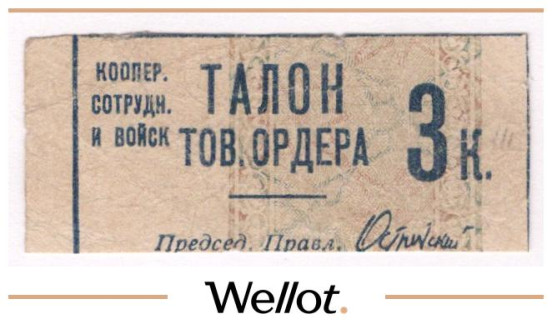 КООПЕР.
СОТРУДН.
И ВОЙСК
ТАЛОН
ТОВ. ОРДЕРА
3 К.
Председ. Правл.
Wellot.